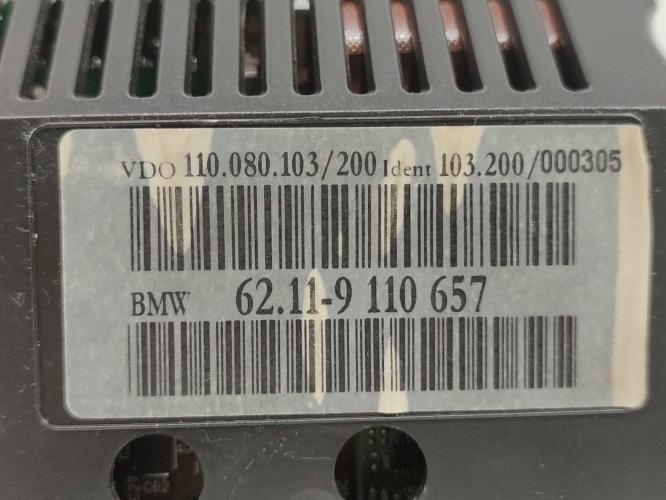 VDO 110.080.103/200 Ident 103.200/000305
BMW 62.11-9 110 657